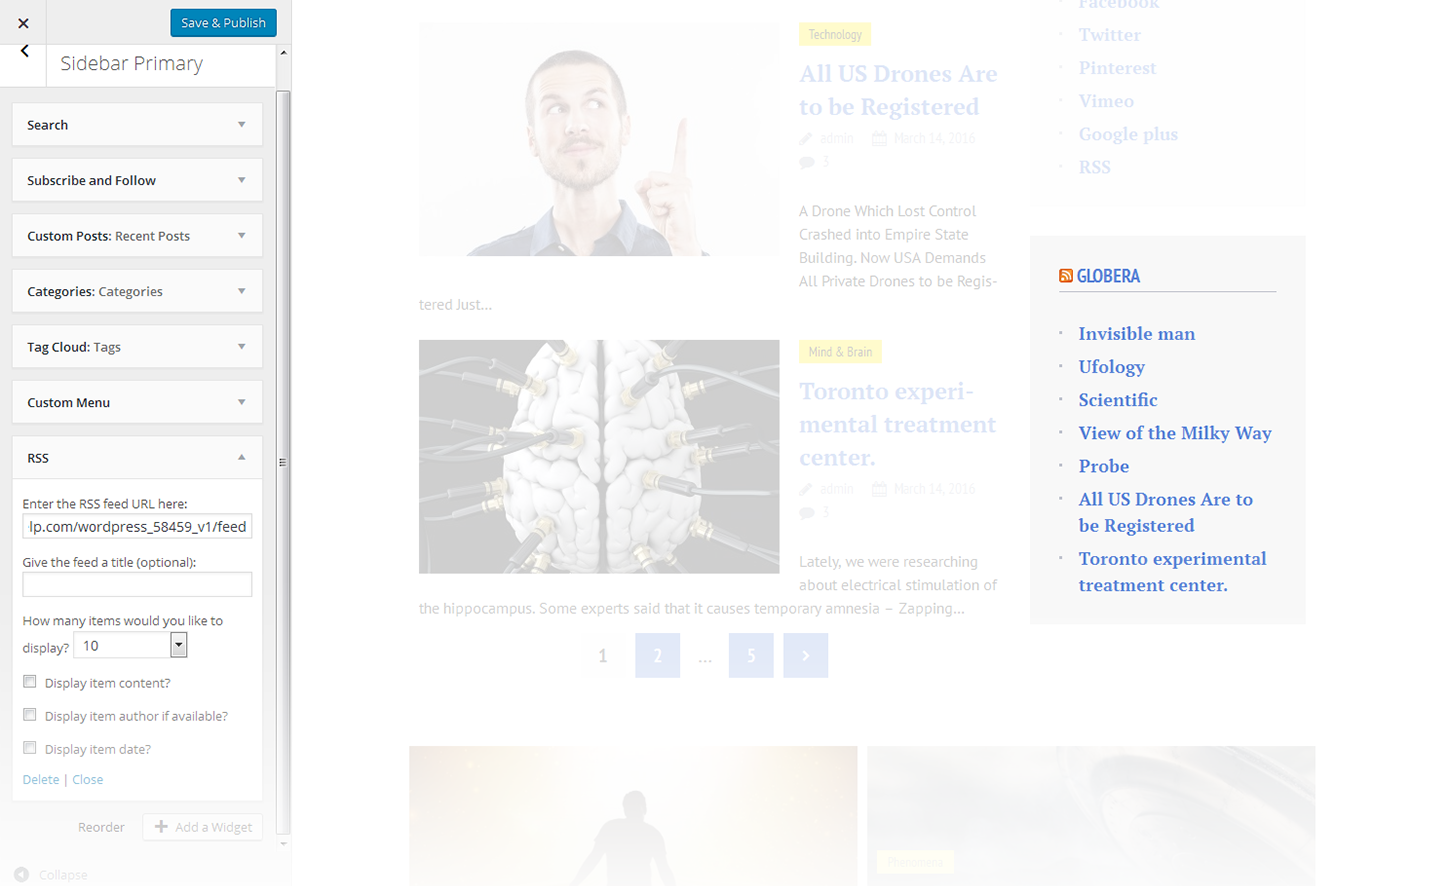 Save & Publish
Sidebar Primary
Search
Subscribe and Follow
Custom Posts: Recent Posts
Categories: Categories
Tag Cloud: Tags
Custom Menu
RSS
Enter the RSS feed URL here:
lp.com/wordpress_58459_v1/feed
Give the feed a title (optional):
How many items would you like to
display? 10
Display item content?
Display item author if available?
Display item date?
Delete | Close
Reorder
Add a Widget
Collapse
Technology
All US Drones Are
to be Registered
admin March 14, 2016
3
A Drone Which Lost Control
Crashed into Empire State
Building. Now USA Demands
All Private Drones to be Regis-
tered Just...
Mind & Brain
Toronto experi-
mental treatment
center.
admin March 14, 2016
3
Lately, we were researching
about electrical stimulation of
the hippocampus. Some experts said that it causes temporary amnesia – Zapping...
1 2 ... 5 >
Phenomena
Facebook
Twitter
Pinterest
Vimeo
Google plus
RSS
GLOBERA
Invisible man
Ufology
Scientific
View of the Milky Way
Probe
All US Drones Are to
be Registered
Toronto experimental
treatment center.